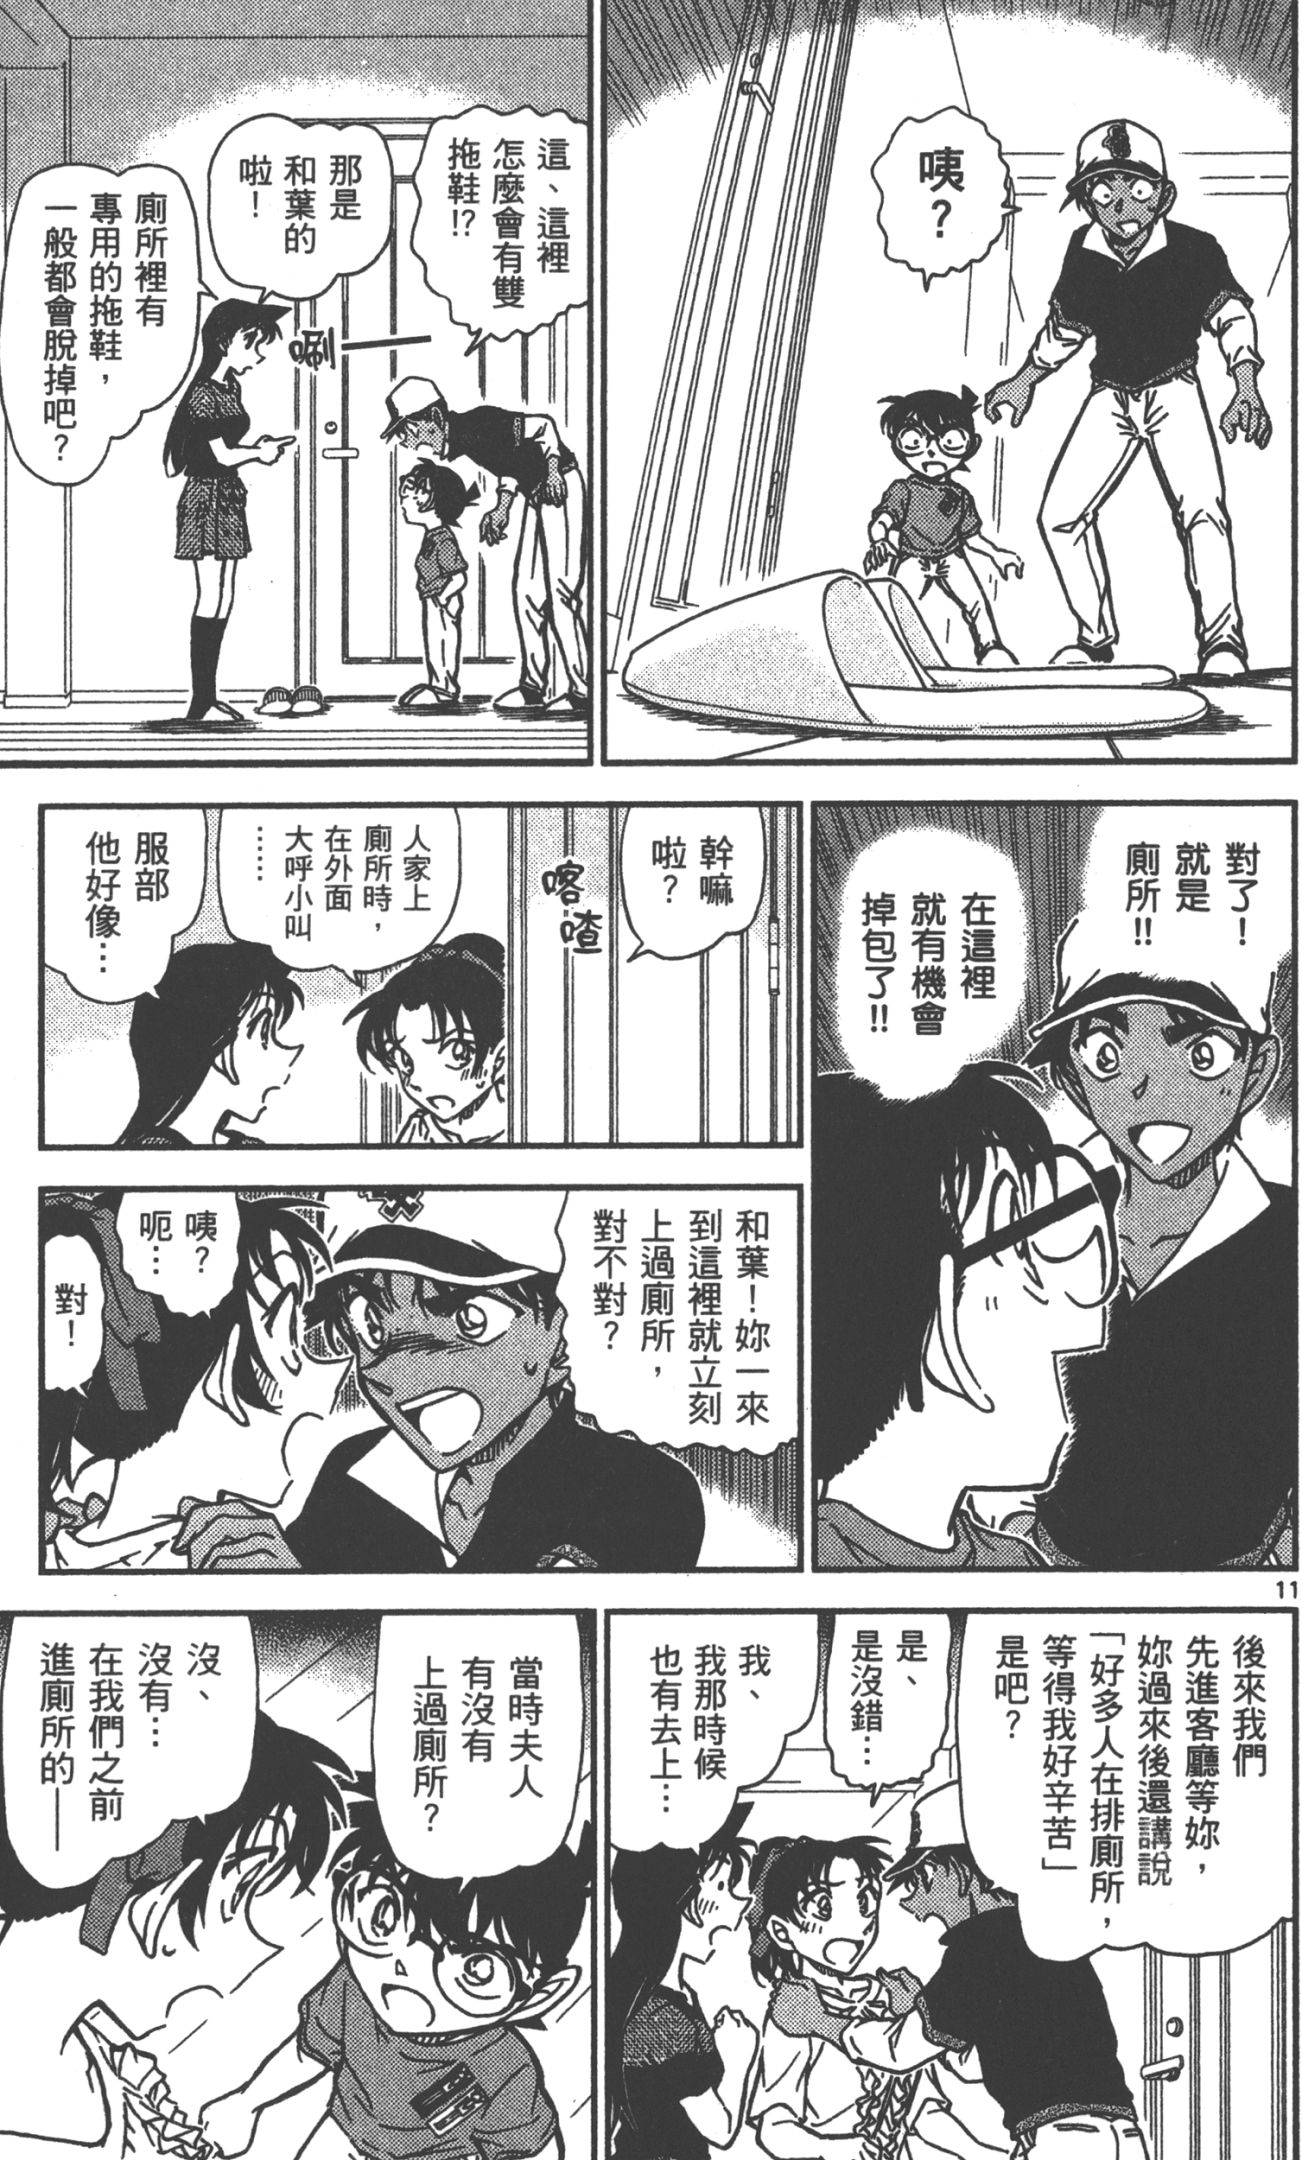 咦？
這、這裡
怎麼會有雙
拖鞋!?
那是
和葉的
啦！
唰
廁所裡有
專用的拖鞋，
一般都會脫掉吧？
對了！
就是
廁所!!
在這裡
就有機會
掉包了!!
幹嘛
啦？
喀
喳
人家上
廁所時，
在外面
大呼小叫
……
服部
他好像…
和葉！妳一來
到這裡就立刻
上過廁所，
對不對？
咦？
呃…
對！
11
後來我們
先進客廳等妳，
妳過來後還講說
「好多人在排廁所，
等得我好辛苦」
是吧？
是、
是沒錯…
我、
我那時候
也有去上…
當時夫人
有沒有
上過廁所？
沒、
沒有…
在我們之前
進廁所的──